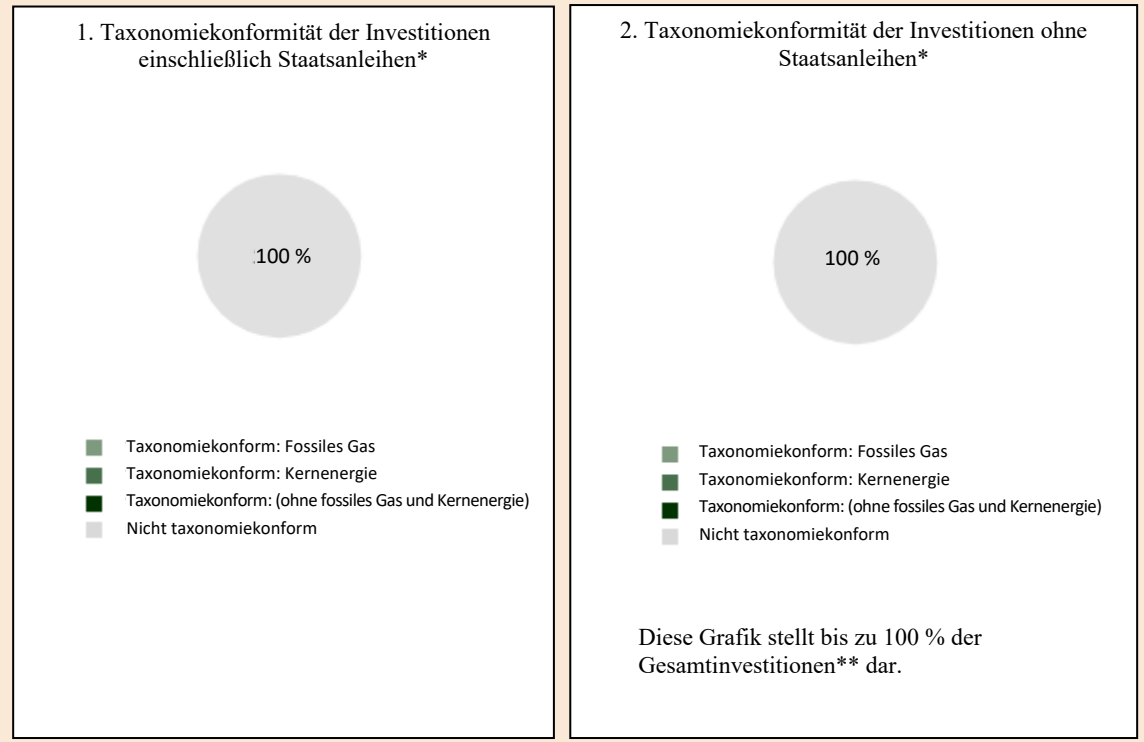 1. Taxonomiekonformität der Investitionen
einschließlich Staatsanleihen*
100 %
Taxonomiekonform: Fossiles Gas
Taxonomiekonform: Kernenergie
Taxonomiekonform: (ohne fossiles Gas und Kernenergie)
Nicht taxonomiekonform
2. Taxonomiekonformität der Investitionen ohne
Staatsanleihen*
100 %
Taxonomiekonform: Fossiles Gas
Taxonomiekonform: Kernenergie
Taxonomiekonform: (ohne fossiles Gas und Kernenergie)
Nicht taxonomiekonform
Diese Grafik stellt bis zu 100 % der
Gesamtinvestitionen** dar.